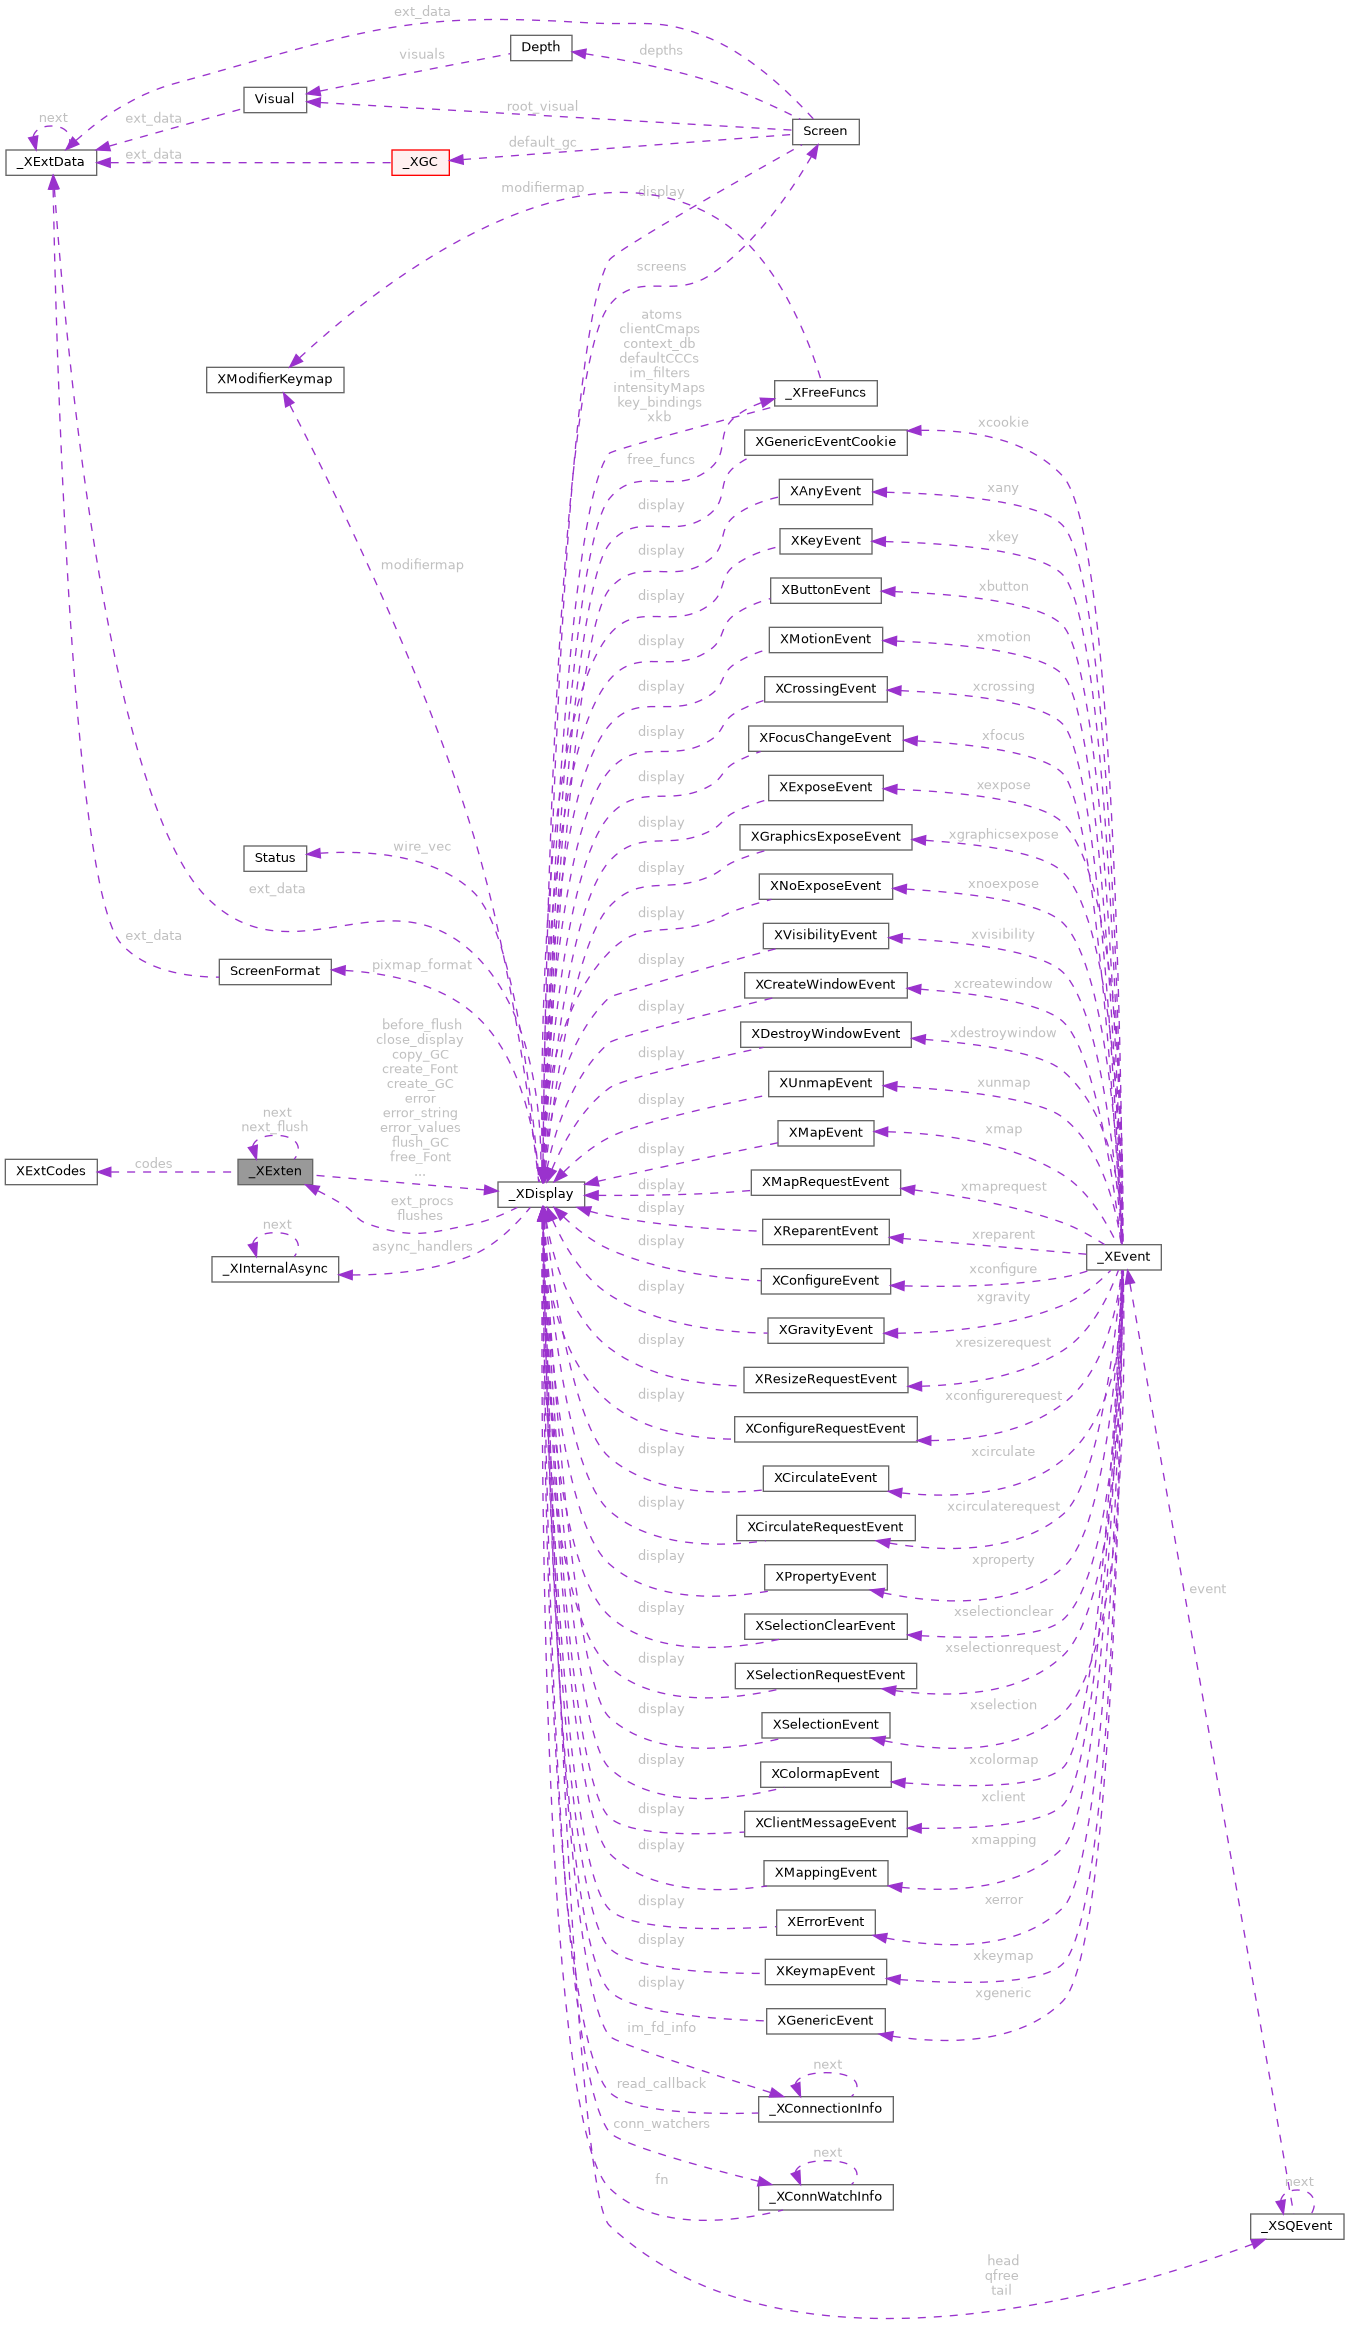 ext_data
Depth
depths
visuals
Visual
root_visual
ext_data
next
Screen
default_gc
ext_data
_XExtData
_XGC
modifiermap
display
screens
atoms
clientCmaps
context_db
defaultCCCs
im_filters
intensityMaps
key_bindings
xkb
XModifierKeymap
_XFreeFuncs
xcookie
XGenericEventCookie
free_funcs
xany
XAnyEvent
display
xkey
XKeyEvent
display
modifiermap
xbutton
XButtonEvent
display
xmotion
XMotionEvent
display
xcrossing
XCrossingEvent
display
xfocus
XFocusChangeEvent
display
xexpose
XExposeEvent
display
xgraphicsexpose
XGraphicsExposeEvent
display
wire_vec
Status
xnoexpose
XNoExposeEvent
display
ext_data
xvisibility
XVisibilityEvent
display
ext_data
pixmap_format
ScreenFormat
xcreatewindow
XCreateWindowEvent
display
xdestroywindow
XDestroyWindowEvent
display
before_flush
close_display
copy_GC
create_Font
create_GC
error
error_string
error_values
flush_GC
free_Font
...
xunmap
XUnmapEvent
display
next
next_flush
xmap
XMapEvent
display
XExtCodes
codes
_XExten
display
xmaprequest
XMapRequestEvent
display
_XDisplay
ext_procs
flushes
xreparent
XReparentEvent
display
next
async_handlers
_XInternalAsync
_XEvent
xconfigure
XConfigureEvent
display
xgravity
XGravityEvent
display
xresizerequest
XResizeRequestEvent
display
xconfigurerequest
XConfigureRequestEvent
display
xcirculate
XCirculateEvent
display
xcirculaterequest
XCirculateRequestEvent
display
xproperty
XPropertyEvent
event
display
xselectionclear
XSelectionClearEvent
display
xselectionrequest
XSelectionRequestEvent
display
xselection
XSelectionEvent
display
xcolormap
XColormapEvent
display
xclient
XClientMessageEvent
display
xmapping
XMappingEvent
display
xerror
XErrorEvent
display
xkeymap
XKeymapEvent
display
xgeneric
XGenericEvent
im_fd_info
next
read_callback
_XConnectionInfo
conn_watchers
next
fn
_XConnWatchInfo
next
_XSQEvent
head
qfree
tail